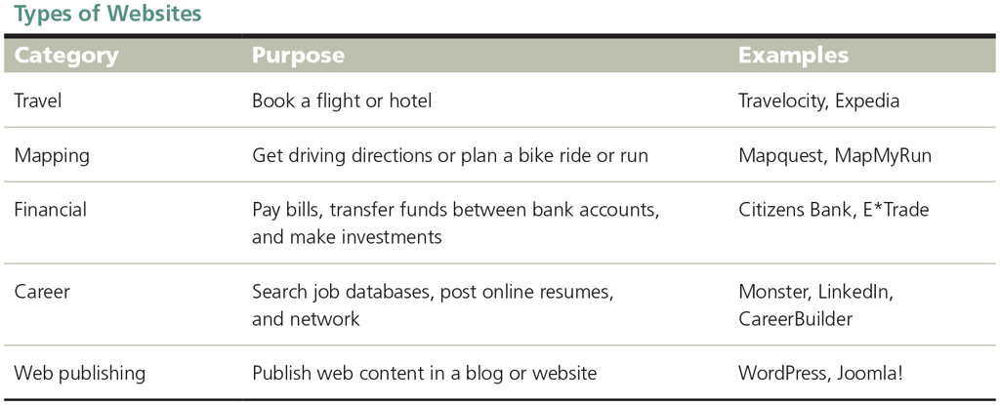 Types of Websites
Category Purpose Examples
Travel Book a flight or hotel Travelocity, Expedia
Mapping Get driving directions or plan a bike ride or run Mapquest, MapMyRun
Financial Pay bills, transfer funds between bank accounts, Citizens Bank, E*Trade
and make investments
Career Search job databases, post online resumes, Monster, LinkedIn,
and network CareerBuilder
Web publishing Publish web content in a blog or website WordPress, Joomla!